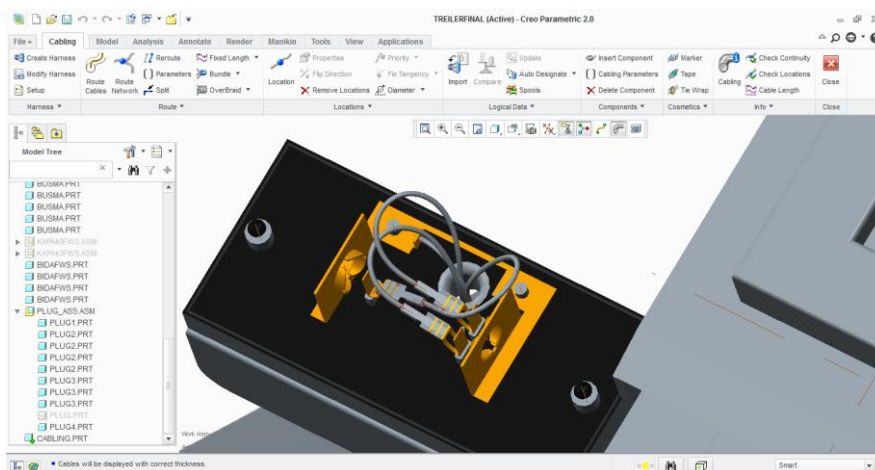 TREILERFINAL (Active) - Creo Parametric 2.0
File Cabling Model Analysis Annotate Render Manikin Tools View Applications
Create Harness Reroute Fixed Length Properties Priority Update Insert Component Marker Check Continuity
Modify Harness Parameters Bundle Flip Direction Fix Tangency Auto Designate Cabling Parameters Tape Check Locations
Setup Route Cables Route Network Split OverBraid Location Remove Locations Diameter Import Compare Spools Delete Component Tie Wrap Cabling Cable Length Close
Harness Route Locations Logical Data Components Cosmetics Info Close
Model Tree
BUSMA.PRT
BUSMA.PRT
BUSMA.PRT
BUSMA.PRT
BUSMA.PRT
KAPAKIFWS.ASM
KAPAKIFWS.ASM
BIDAFWS.PRT
BIDAFWS.PRT
BIDAFWS.PRT
BIDAFWS.PRT
PLUG_ASS.ASM
PLUG1.PRT
PLUG2.PRT
PLUG2.PRT
PLUG2.PRT
PLUG2.PRT
PLUG3.PRT
PLUG3.PRT
PLUG3.PRT
PLUG.PRT
PLUG4.PRT
CABLING.PRT
Cables will be displayed with correct thickness.
Smart